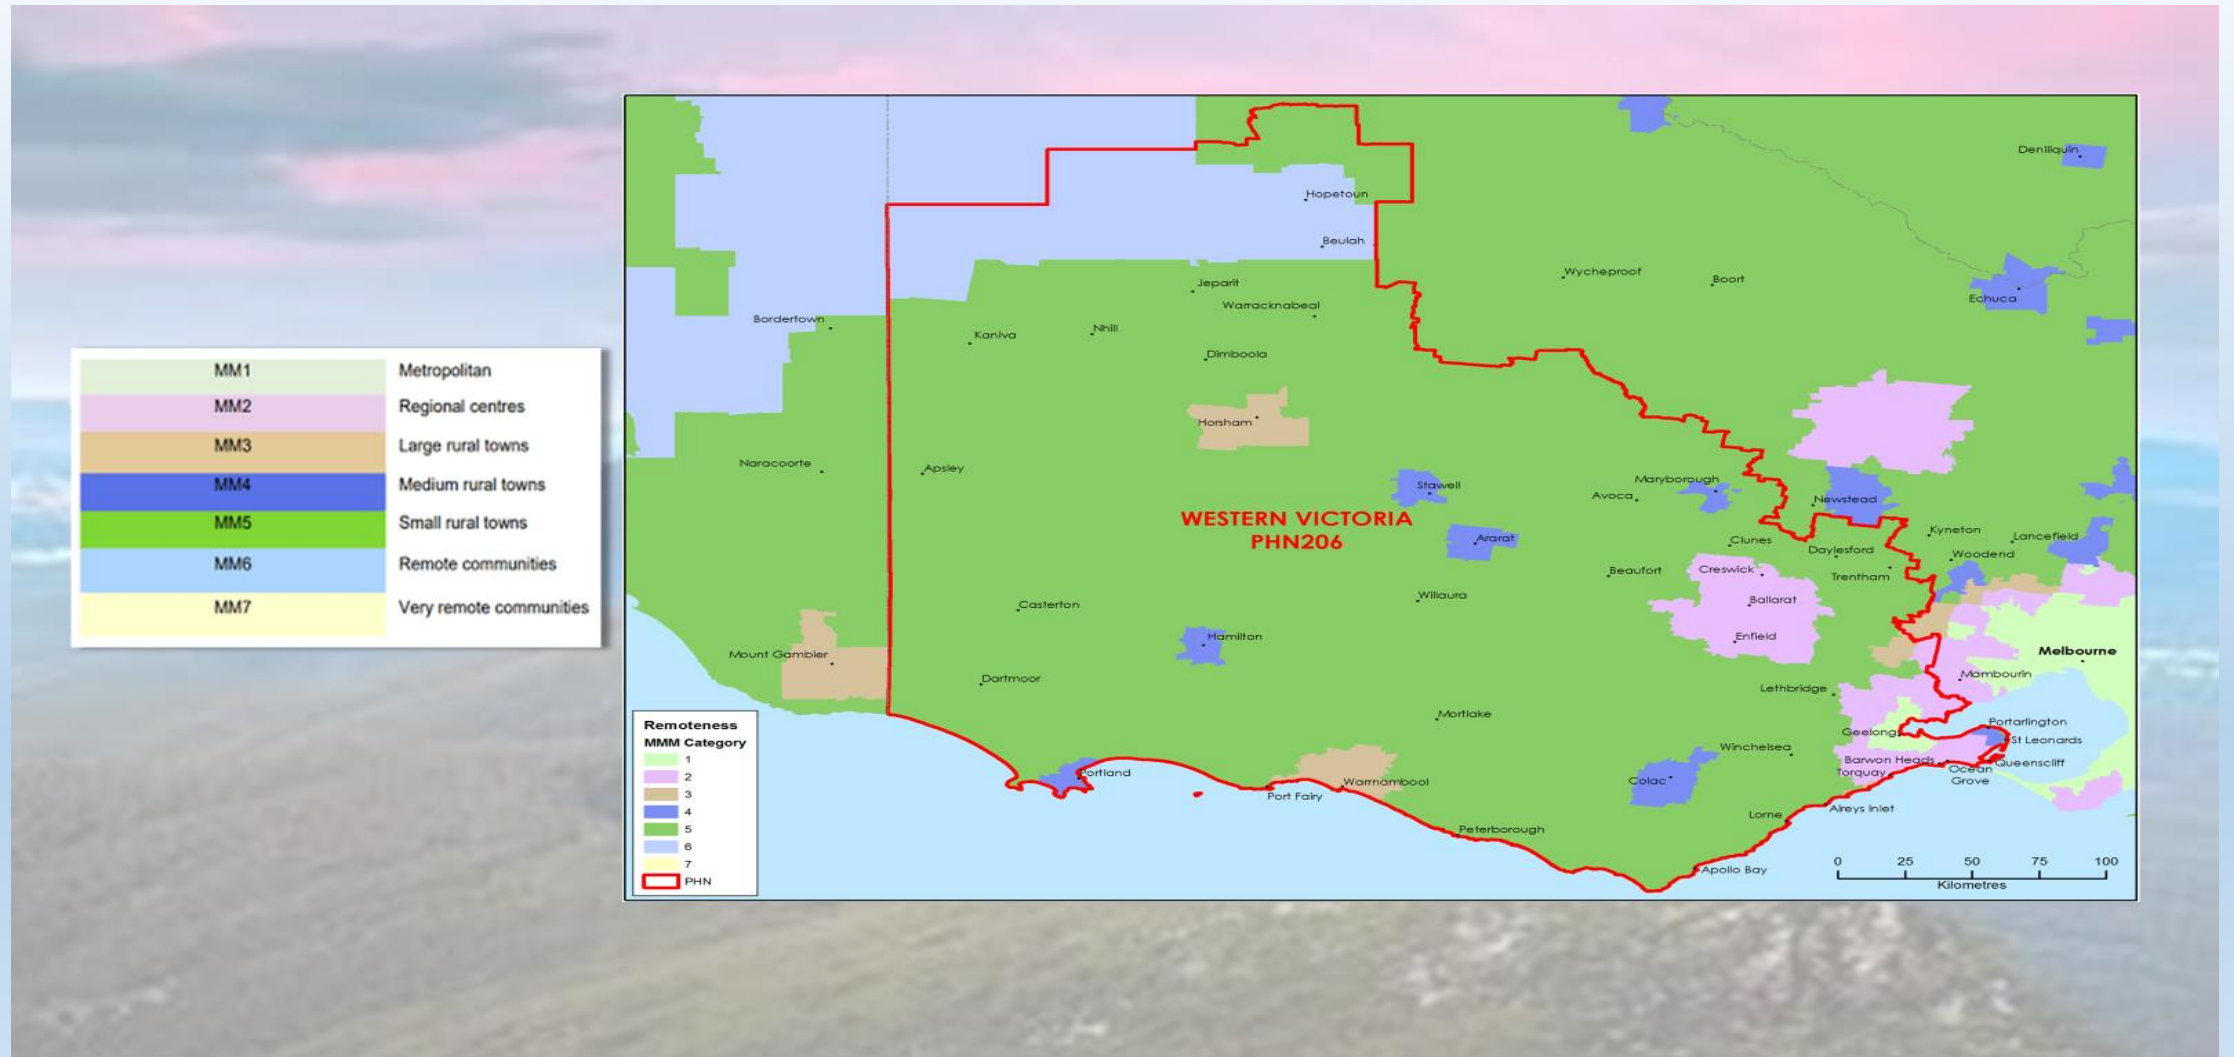 MM1 Metropolitan
MM2 Regional centres
MM3 Large rural towns
MM4 Medium rural towns
MM5 Small rural towns
MM6 Remote communities
MM7 Very remote communities
Deniliquin
Hopetoun
Beulah
Wycheproof
Boort
Jeparit
Echuca
Warracknabeal
Bordertown
Kaniva
Nhill
Dimboola
Horsham
Naracoorte
Apsley
Stawell
Maryborough
Avoca
Newstead
WESTERN VICTORIA
PHN206
Kyneton
Lancefield
Ararat
Clunes
Daylesford
Woodend
Beaufort
Creswick
Trentham
Willaura
Ballarat
Casterton
Hamilton
Enfield
Mount Gambier
Melbourne
Dartmoor
Mambourin
Lethbridge
Mortlake
Portarlington
Geelong
St Leonards
Winchelsea
Barwon Heads
Queenscliff
Torquay
Ocean
Grove
Portland
Colac
Warrnambool
Port Fairy
Aireys Inlet
Lorne
Peterborough
Apollo Bay
Remoteness
MMM Category
1
2
3
4
5
6
7
PHN
0 25 50 75 100
Kilometres